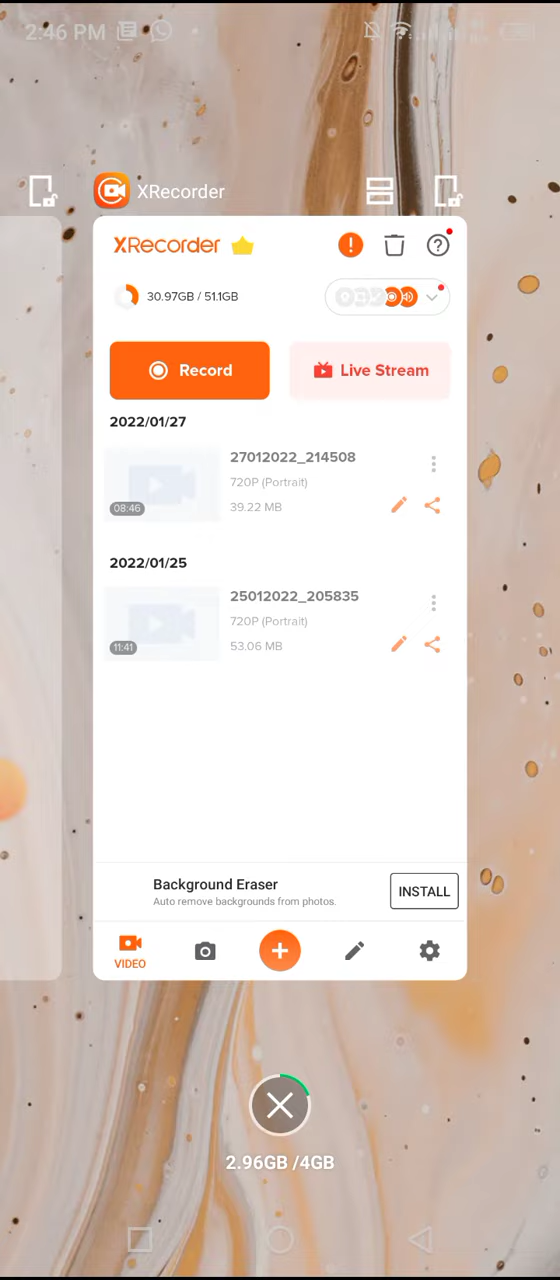 2:46 PM
XRecorder
XRecorder
30.97GB / 51.1GB
Record
Live Stream
2022/01/27
27012022_214508
720P (Portrait)
39.22 MB
08:46
2022/01/25
25012022_205835
720P (Portrait)
53.06 MB
11:41
Background Eraser
Auto remove backgrounds from photos.
INSTALL
VIDEO
2.96GB /4GB